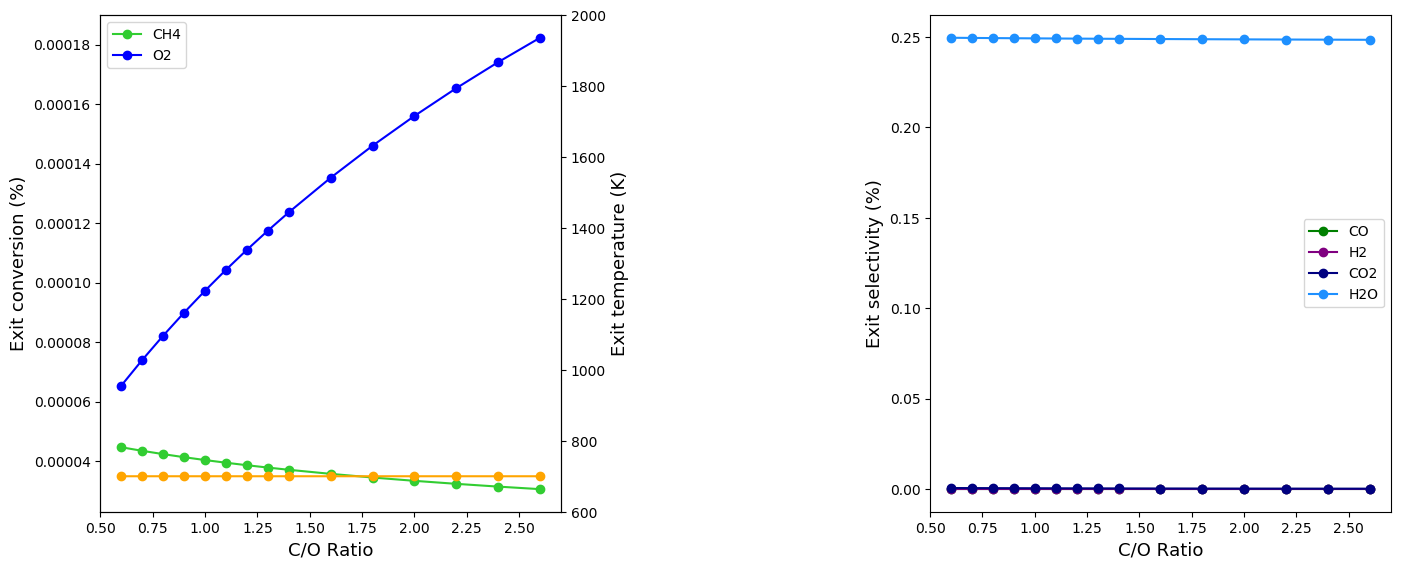 CH4
O2
0.00018
0.00016
0.00014
0.00012
0.00010
0.00008
0.00006
0.00004
Exit conversion (%)
0.50 0.75 1.00 1.25 1.50 1.75 2.00 2.25 2.50
C/O Ratio
2000
1800
1600
1400
1200
1000
800
600
Exit temperature (K)
0.25
0.20
0.15
0.10
0.05
0.00
Exit selectivity (%)
CO
H2
CO2
H2O
0.50 0.75 1.00 1.25 1.50 1.75 2.00 2.25 2.50
C/O Ratio